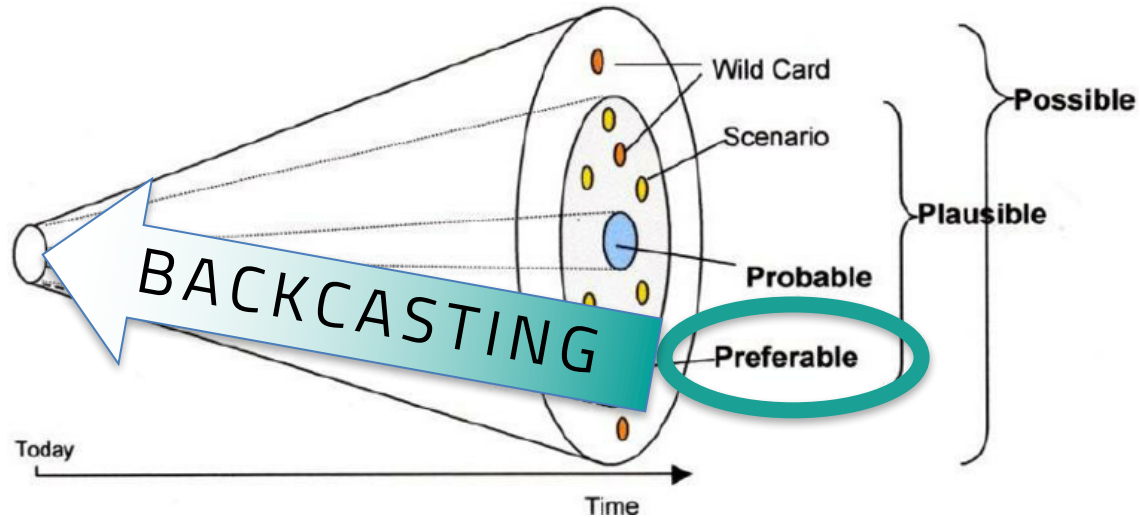 Wild Card
Possible
Scenario
Plausible
BACKCASTING
Probable
Preferable
Today
Time